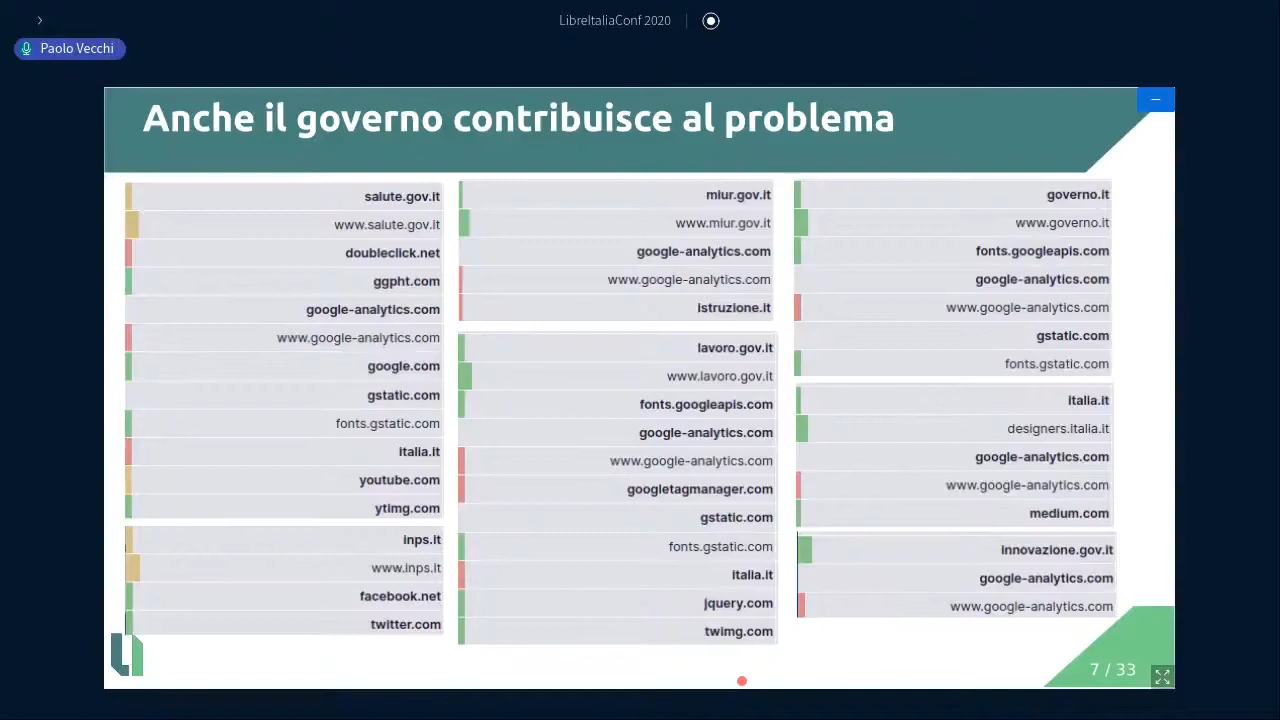 LibreItaliaConf 2020
Paolo Vecchi
Anche il governo contribuisce al problema
salute.gov.it
www.salute.gov.it
doubleclick.net
ggpht.com
google-analytics.com
www.google-analytics.com
google.com
gstatic.com
fonts.gstatic.com
italia.it
youtube.com
ytimg.com
inps.it
www.inps.it
facebook.net
twitter.com
miur.gov.it
www.miur.gov.it
google-analytics.com
www.google-analytics.com
istruzione.it
lavoro.gov.it
www.lavoro.gov.it
fonts.googleapis.com
google-analytics.com
www.google-analytics.com
googletagmanager.com
gstatic.com
fonts.gstatic.com
italia.it
jquery.com
twimg.com
governo.it
www.governo.it
fonts.googleapis.com
google-analytics.com
www.google-analytics.com
gstatic.com
fonts.gstatic.com
italia.it
designers.italia.it
google-analytics.com
www.google-analytics.com
medium.com
innovazione.gov.it
google-analytics.com
www.google-analytics.com
7 / 33